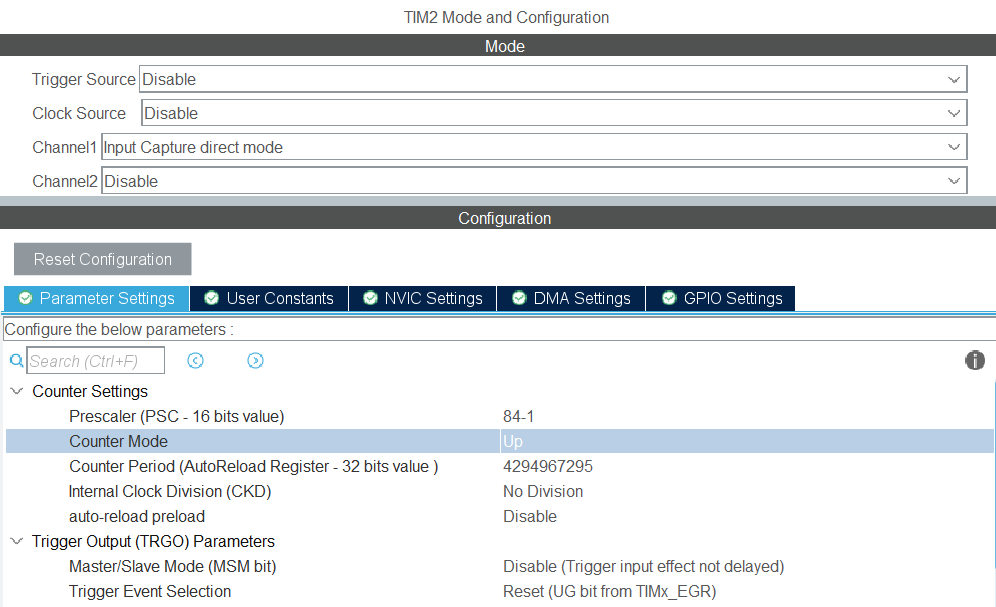 TIM2 Mode and Configuration
Mode
Trigger Source Disable
Clock Source Disable
Channel1 Input Capture direct mode
Channel2 Disable
Configuration
Reset Configuration
Parameter Settings User Constants NVIC Settings DMA Settings GPIO Settings
Configure the below parameters :
Search (Ctrl+F)
Counter Settings
Prescaler (PSC - 16 bits value) 84-1
Counter Mode Up
Counter Period (AutoReload Register - 32 bits value ) 4294967295
Internal Clock Division (CKD) No Division
auto-reload preload Disable
Trigger Output (TRGO) Parameters
Master/Slave Mode (MSM bit) Disable (Trigger input effect not delayed)
Trigger Event Selection Reset (UG bit from TIMx_EGR)